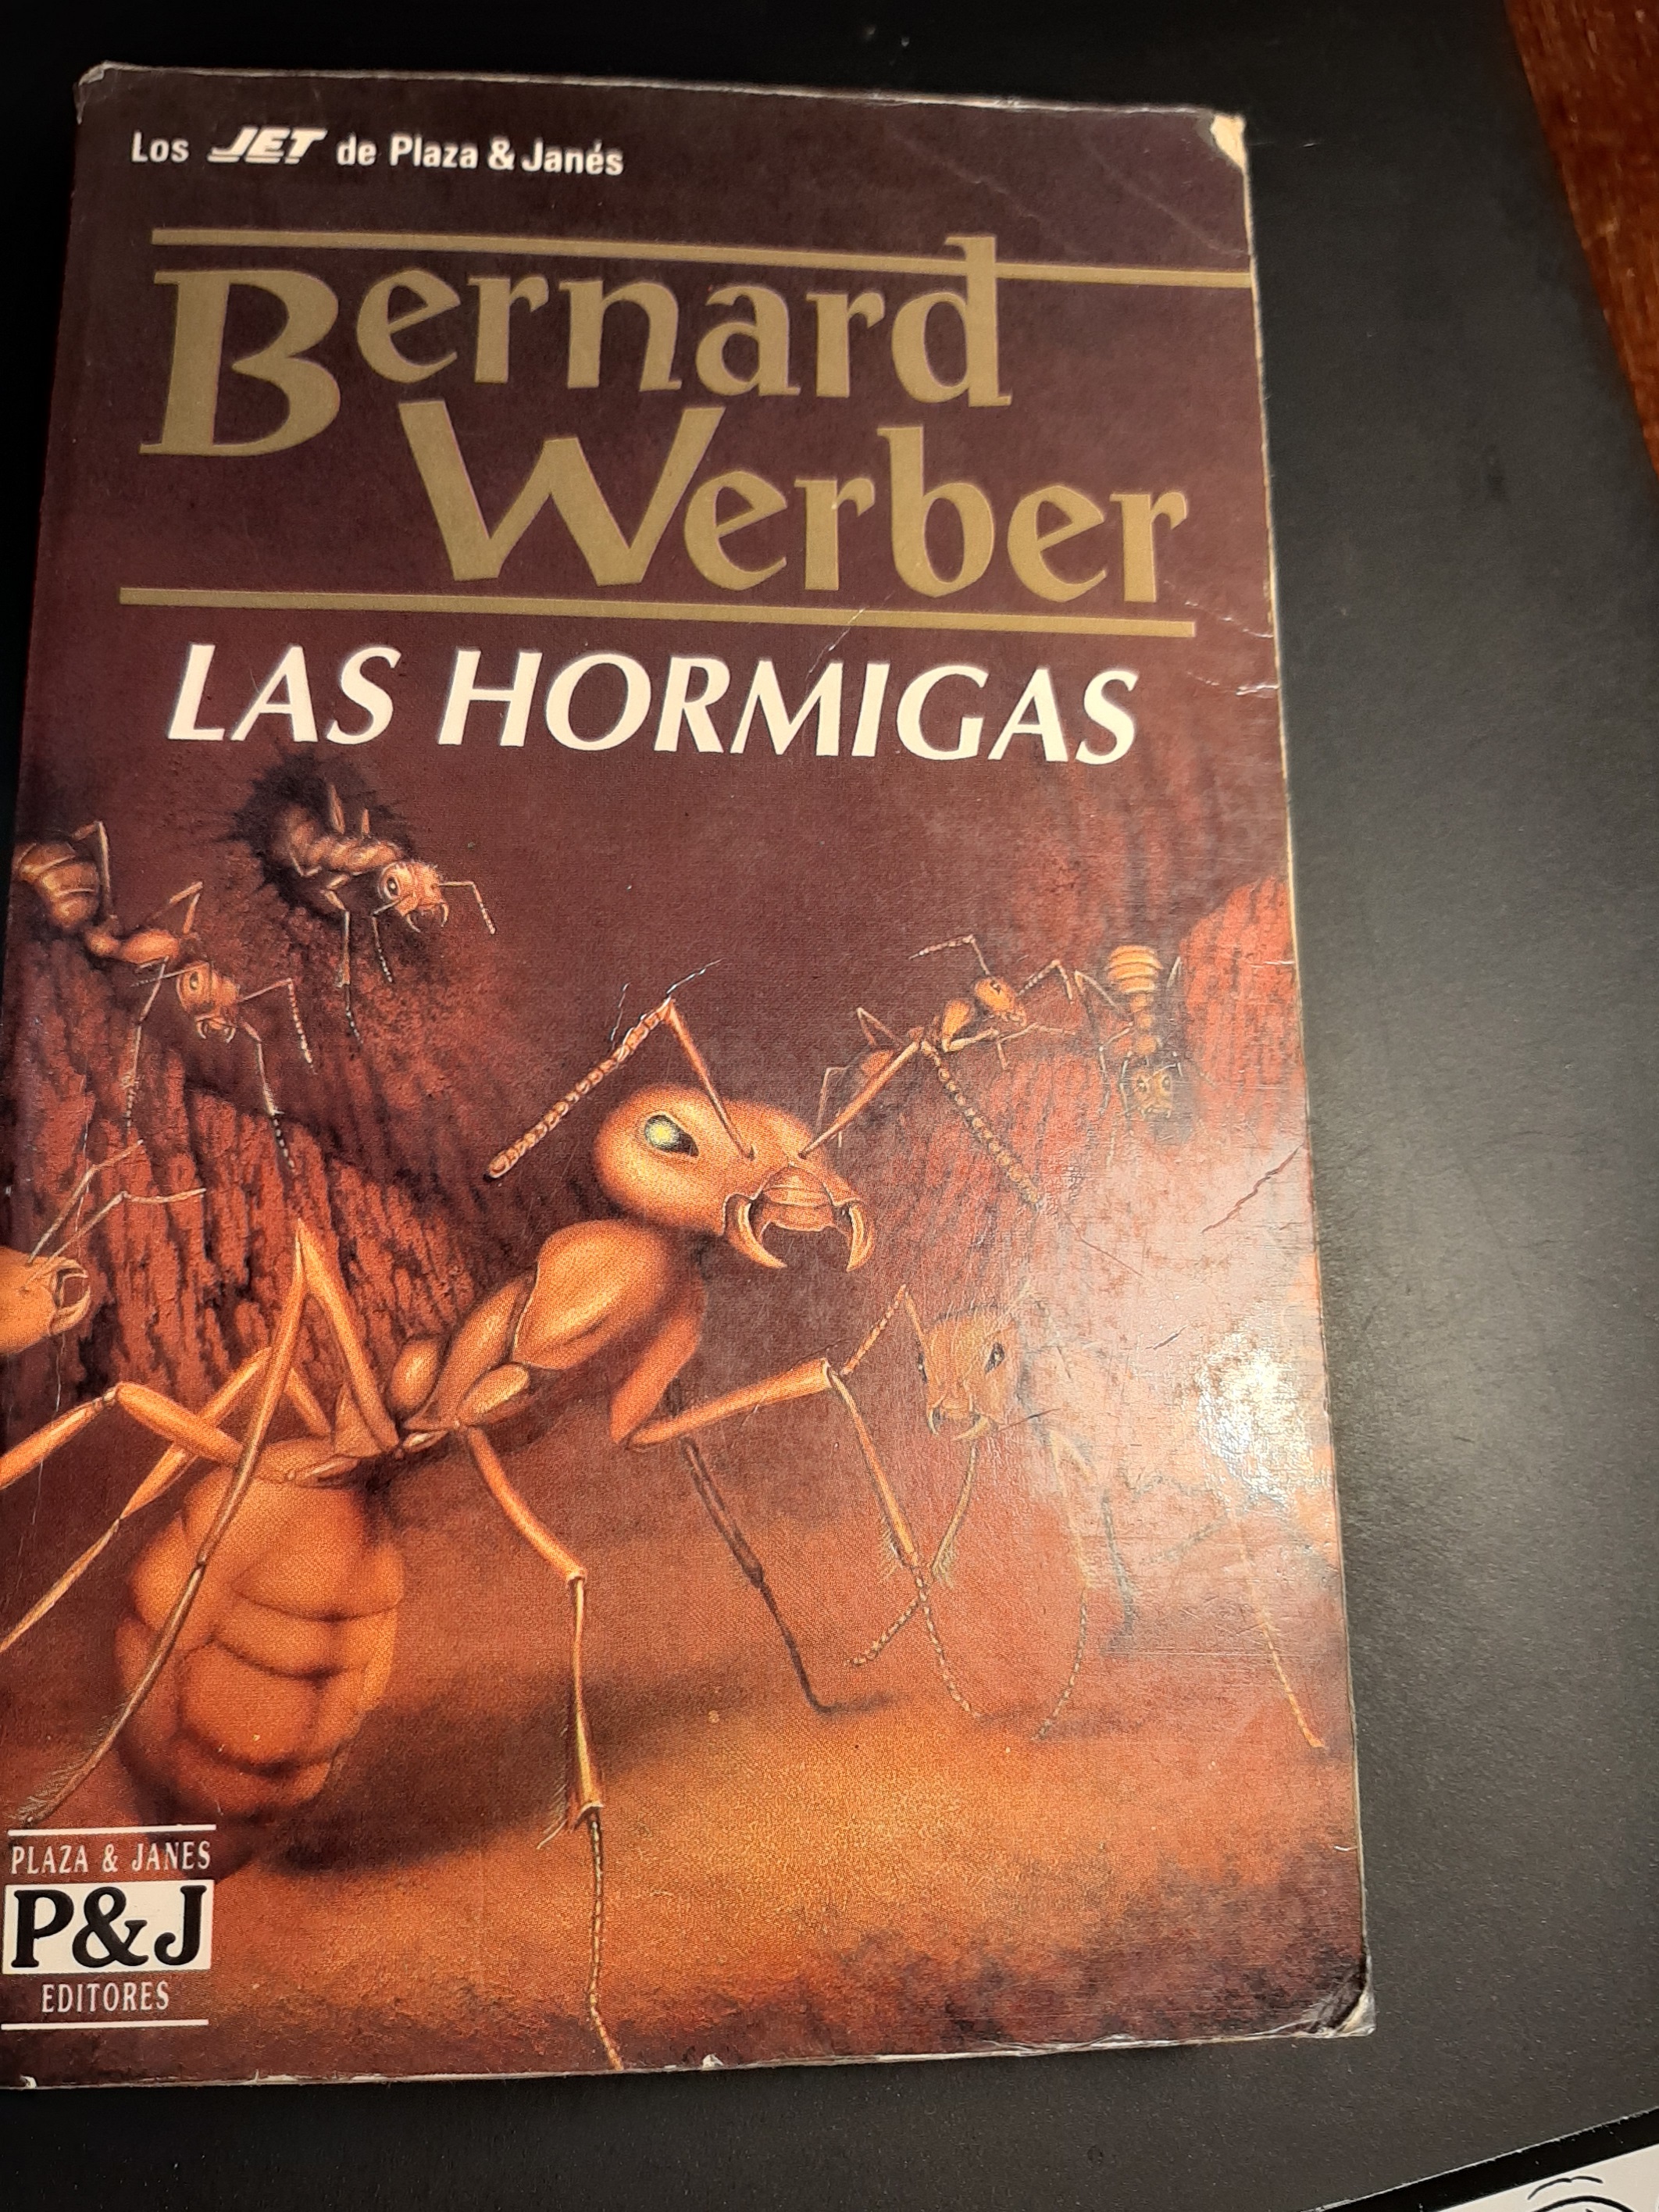 Los JET de Plaza & Janés
Bernard
Werber
LAS HORMIGAS
PLAZA & JANES
P&J
EDITORES